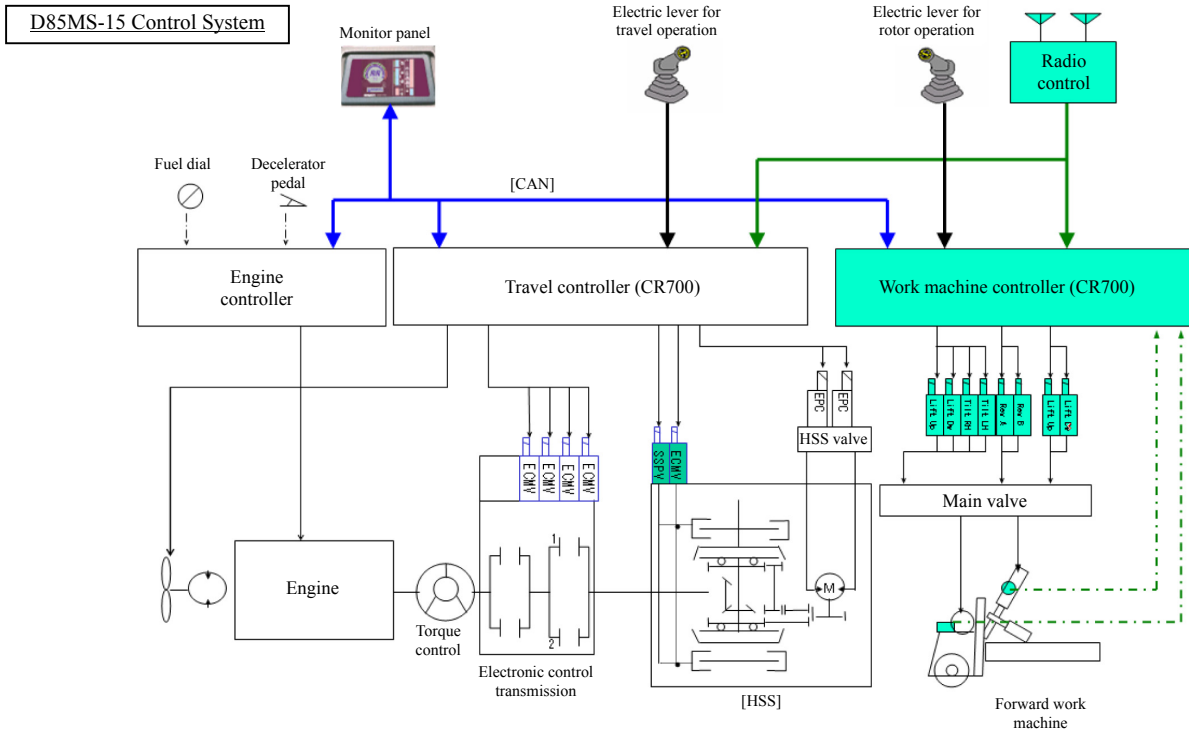 D85MS-15 Control System
Monitor panel
Electric lever for
travel operation
Electric lever for
rotor operation
Radio
control
Fuel dial
Decelerator
pedal
[CAN]
Engine
controller
Travel controller (CR700)
Work machine controller (CR700)
ECMV
ECMV
ECMV
ECMV
SSPV
ECMV
EPC
EPC
HSS valve
Lift Up
Lift Dw
Tilt RH
Tilt LH
Rev A
Rev B
Lift Up
Lift Dw
Main valve
Engine
Torque
control
1
2
Electronic control
transmission
M
[HSS]
Forward work
machine